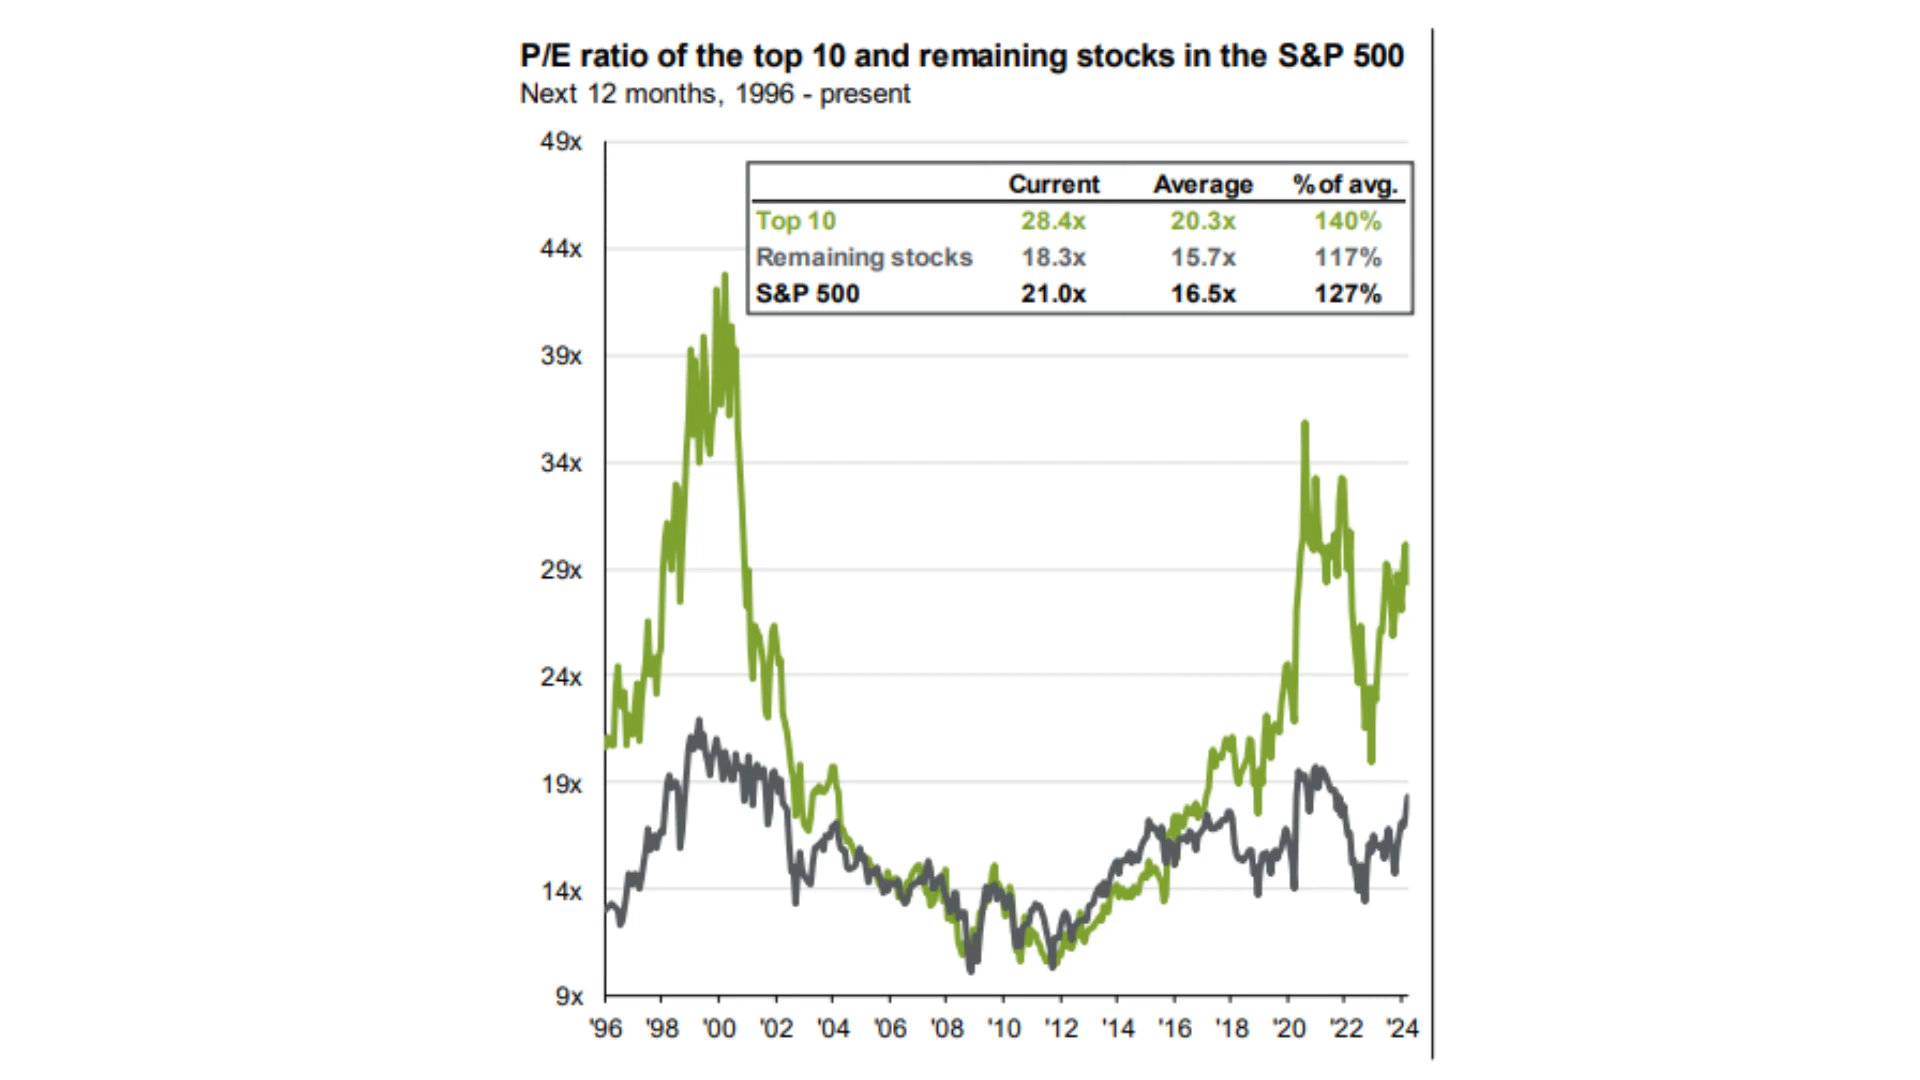 P/E ratio of the top 10 and remaining stocks in the S&P 500
Next 12 months, 1996 - present
49x
Current Average % of avg.
Top 10 28.4x 20.3x 140%
Remaining stocks 18.3x 15.7x 117%
S&P 500 21.0x 16.5x 127%
44x
39x
34x
29x
24x
19x
14x
9x
'96 '98 '00 '02 '04 '06 '08 '10 '12 '14 '16 '18 '20 '22 '24